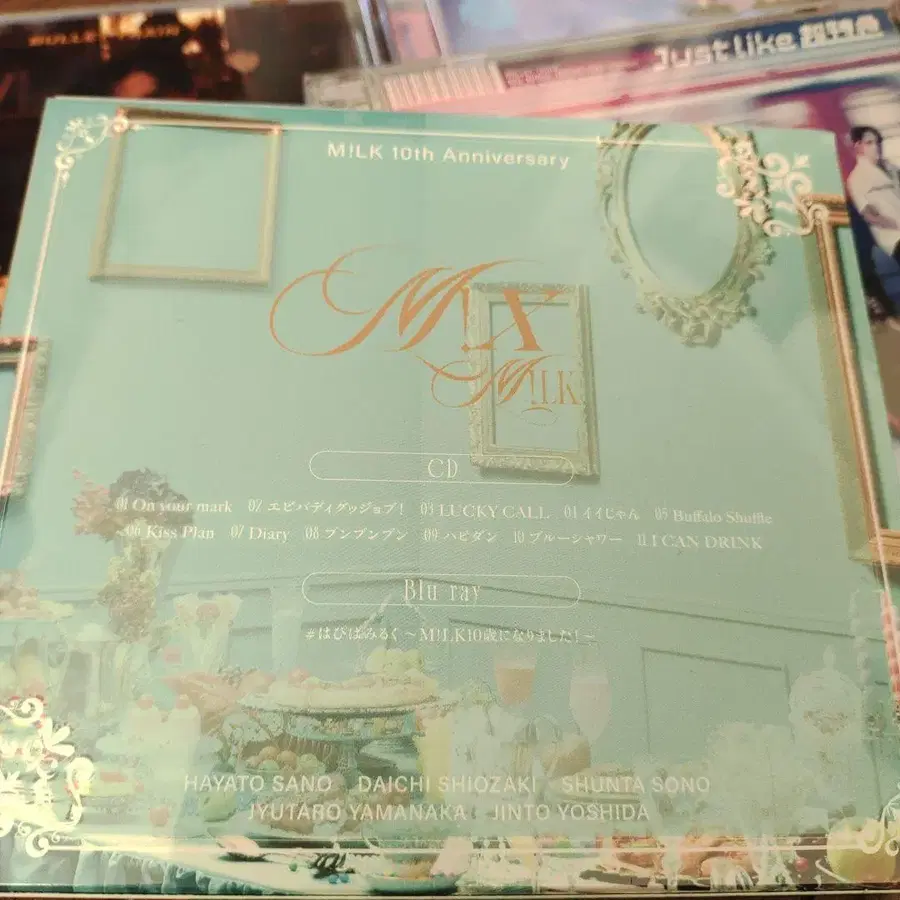 BULLET TRAIN
Just like
M!LK 10th Anniversary
M!X
M!LK
CD
01 On your mark 02 エビバディグッジョブ! 03 LUCKY CALL 04 イイじゃん 05 Buffalo Shuffle
06 Kiss Plan 07 Diary 08 ブンブンブン 09 ハピダン 10 ブルーシャワー 11 I CAN DRINK
Blu ray
#はぴばみるく ～M!LK10歳になりました!～
HAYATO SANO DAICHI SHIOZAKI SHUNTA SONO
JYUTARO YAMANAKA JINTO YOSHIDA